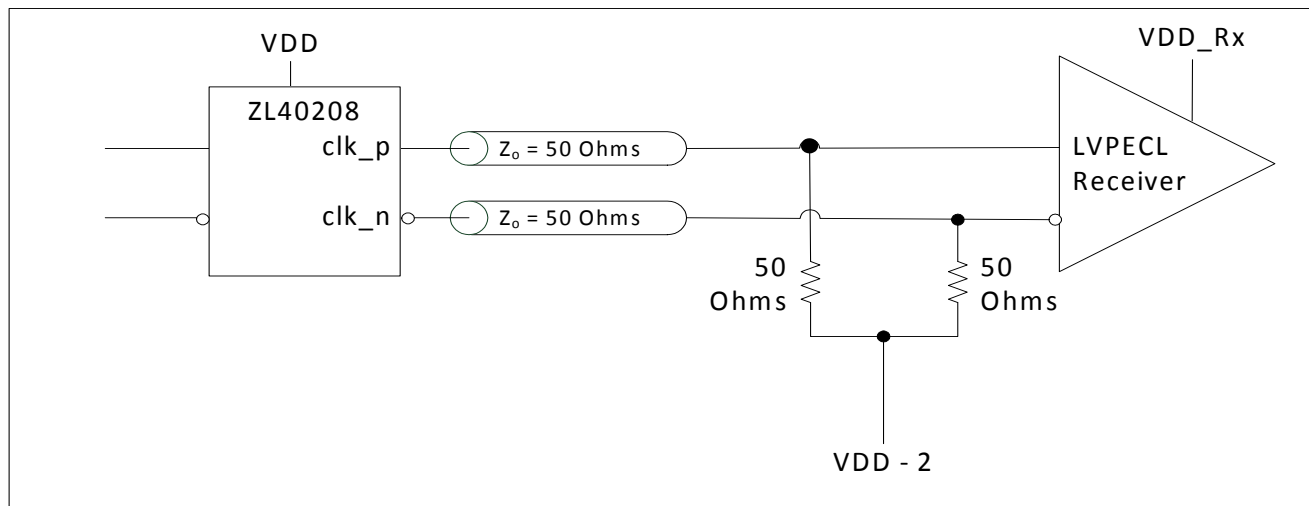 VDD
VDD_Rx
ZL40208
clk_p
Zₒ = 50 Ohms
LVPECL
Receiver
clk_n
Zₒ = 50 Ohms
50
Ohms
50
Ohms
VDD - 2